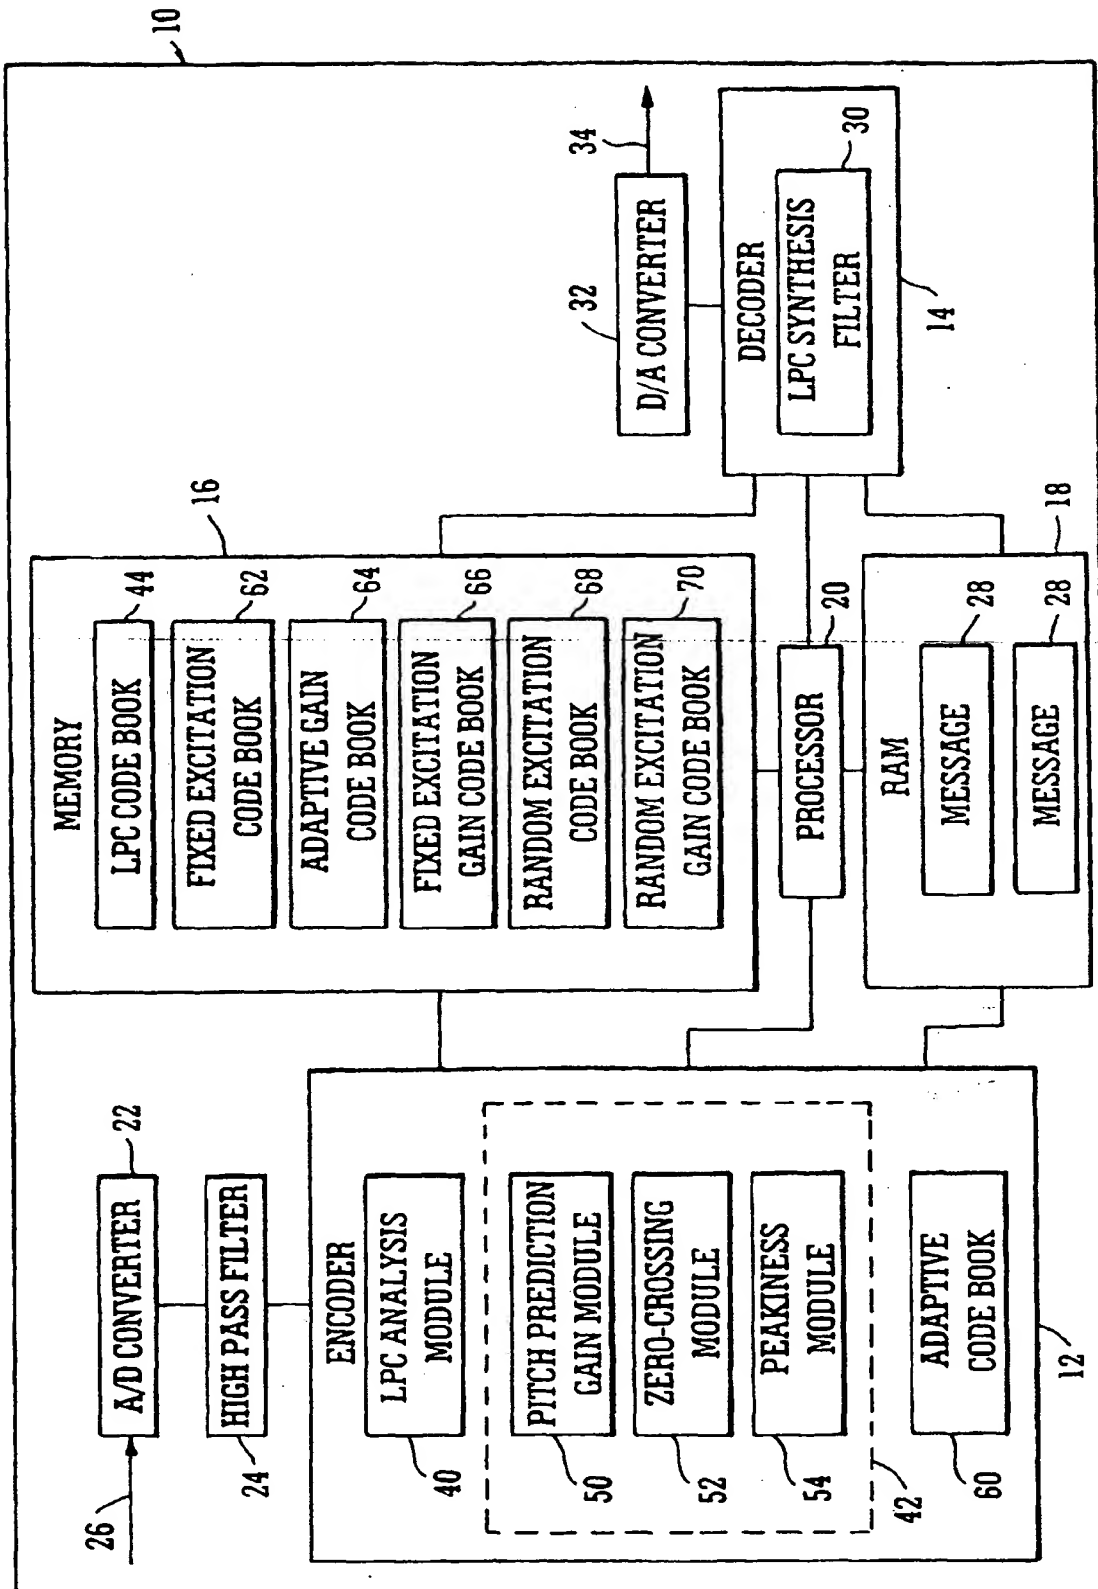 10
26
A/D CONVERTER
22
24
HIGH PASS FILTER
ENCODER
40
LPC ANALYSIS
MODULE
50
PITCH PREDICTION
GAIN MODULE
52
ZERO-CROSSING
MODULE
54
PEAKINESS
MODULE
42
60
ADAPTIVE
CODE BOOK
12
16
MEMORY
LPC CODE BOOK
44
FIXED EXCITATION
CODE BOOK
62
ADAPTIVE GAIN
CODE BOOK
64
FIXED EXCITATION
GAIN CODE BOOK
66
RANDOM EXCITATION
CODE BOOK
68
RANDOM EXCITATION
GAIN CODE BOOK
70
PROCESSOR
20
RAM
18
MESSAGE
28
MESSAGE
28
34
32
D/A CONVERTER
DECODER
LPC SYNTHESIS
FILTER
30
14